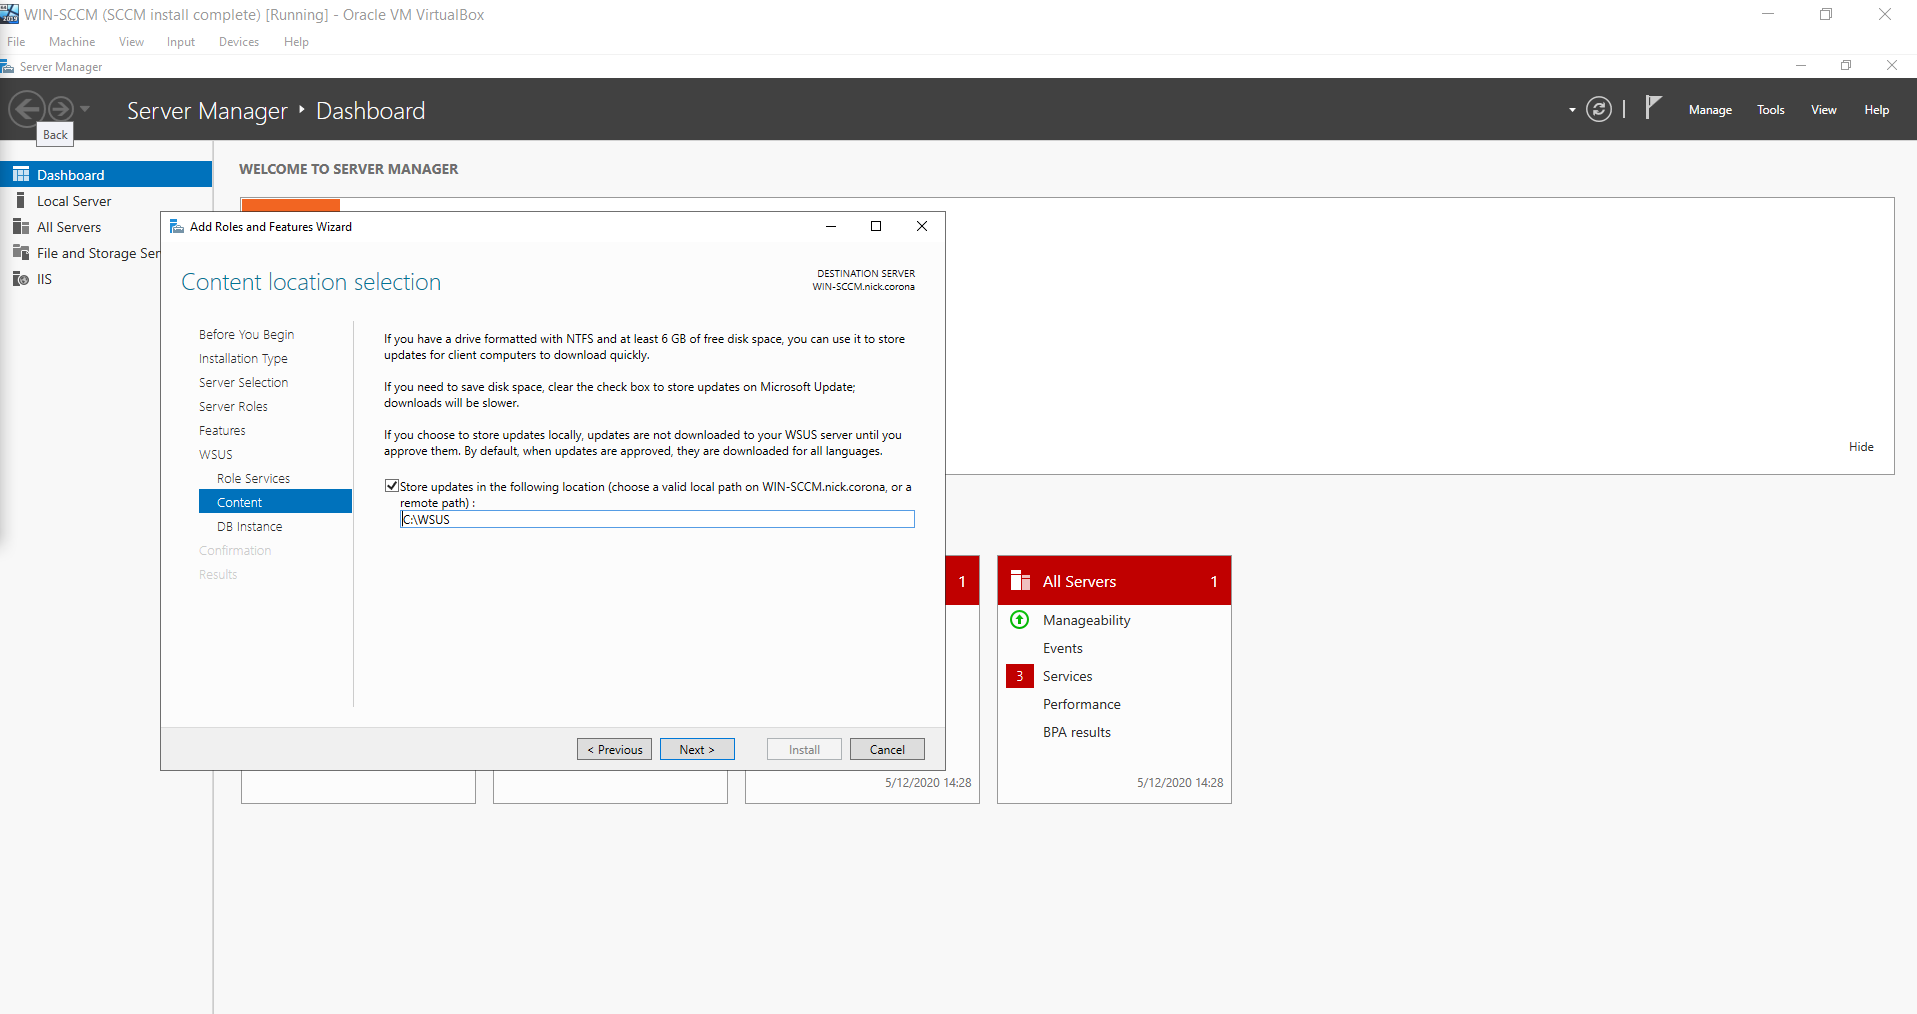 WIN-SCCM (SCCM install complete) [Running] - Oracle VM VirtualBox
File Machine View Input Devices Help
Server Manager
Server Manager Dashboard
Manage Tools View Help
Back
Dashboard
Local Server
All Servers
File and Storage Ser
IIS
WELCOME TO SERVER MANAGER
Hide
Add Roles and Features Wizard
Content location selection
DESTINATION SERVER
WIN-SCCM.nick.corona
Before You Begin
Installation Type
Server Selection
Server Roles
Features
WSUS
Role Services
Content
DB Instance
Confirmation
Results
If you have a drive formatted with NTFS and at least 6 GB of free disk space, you can use it to store
updates for client computers to download quickly.
If you need to save disk space, clear the check box to store updates on Microsoft Update;
downloads will be slower.
If you choose to store updates locally, updates are not downloaded to your WSUS server until you
approve them. By default, when updates are approved, they are downloaded for all languages.
Store updates in the following location (choose a valid local path on WIN-SCCM.nick.corona, or a
remote path) :
C:\WSUS
< Previous Next > Install Cancel
1
5/12/2020 14:28
All Servers 1
Manageability
Events
3 Services
Performance
BPA results
5/12/2020 14:28